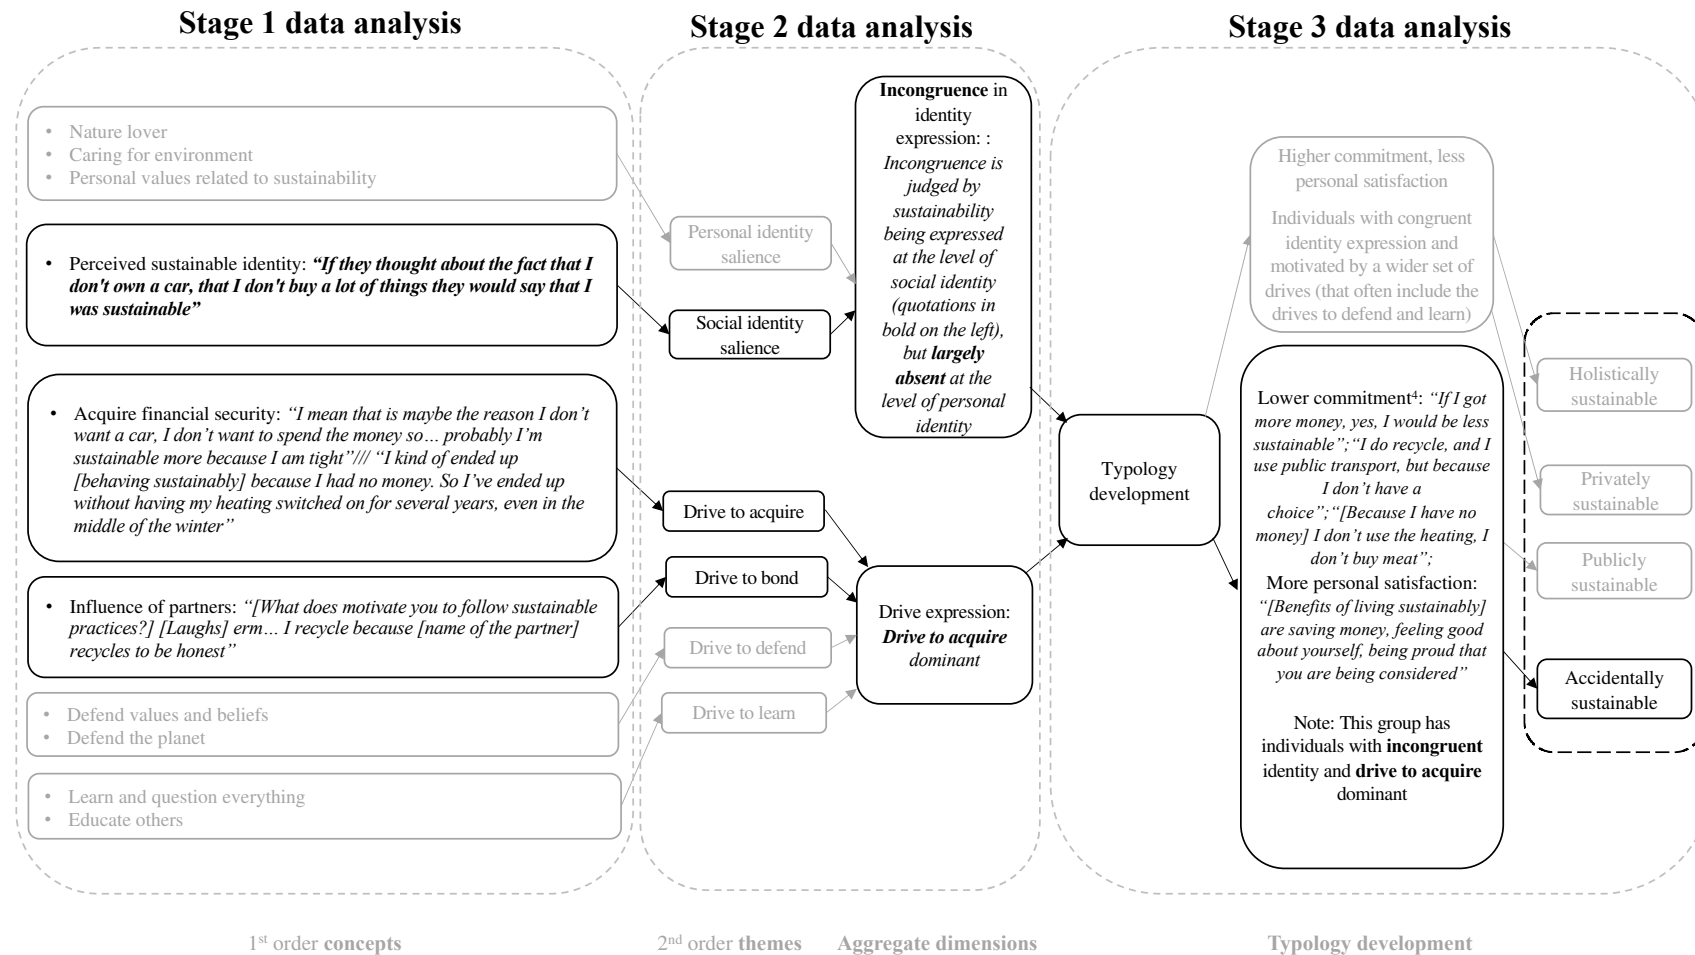 Stage 1 data analysis
Stage 2 data analysis
Stage 3 data analysis
• Nature lover
• Caring for environment
• Personal values related to sustainability
• Perceived sustainable identity: “If they thought about the fact that I
don't own a car, that I don't buy a lot of things they would say that I
was sustainable”
• Acquire financial security: “I mean that is maybe the reason I don’t
want a car, I don’t want to spend the money so… probably I’m
sustainable more because I am tight”/// “I kind of ended up
[behaving sustainably] because I had no money. So I’ve ended up
without having my heating switched on for several years, even in the
middle of the winter”
• Influence of partners: “[What does motivate you to follow sustainable
practices?] [Laughs] erm… I recycle because [name of the partner]
recycles to be honest”
• Defend values and beliefs
• Defend the planet
• Learn and question everything
• Educate others
Personal identity
salience
Social identity
salience
Drive to acquire
Drive to bond
Drive to defend
Drive to learn
Incongruence in
identity
expression: :
Incongruence is
judged by
sustainability
being expressed
at the level of
social identity
(quotations in
bold on the left),
but largely
absent at the
level of personal
identity
Drive expression:
Drive to acquire
dominant
Typology
development
Higher commitment, less
personal satisfaction
Individuals with congruent
identity expression and
motivated by a wider set of
drives (that often include the
drives to defend and learn)
Lower commitment⁴: “If I got
more money, yes, I would be less
sustainable”;“I do recycle, and I
use public transport, but because
I don’t have a
choice”;“[Because I have no
money] I don’t use the heating, I
don’t buy meat”;
More personal satisfaction:
“[Benefits of living sustainably]
are saving money, feeling good
about yourself, being proud that
you are being considered”
Note: This group has
individuals with incongruent
identity and drive to acquire
dominant
Holistically
sustainable
Privately
sustainable
Publicly
sustainable
Accidentally
sustainable
1st order concepts
2nd order themes
Aggregate dimensions
Typology development